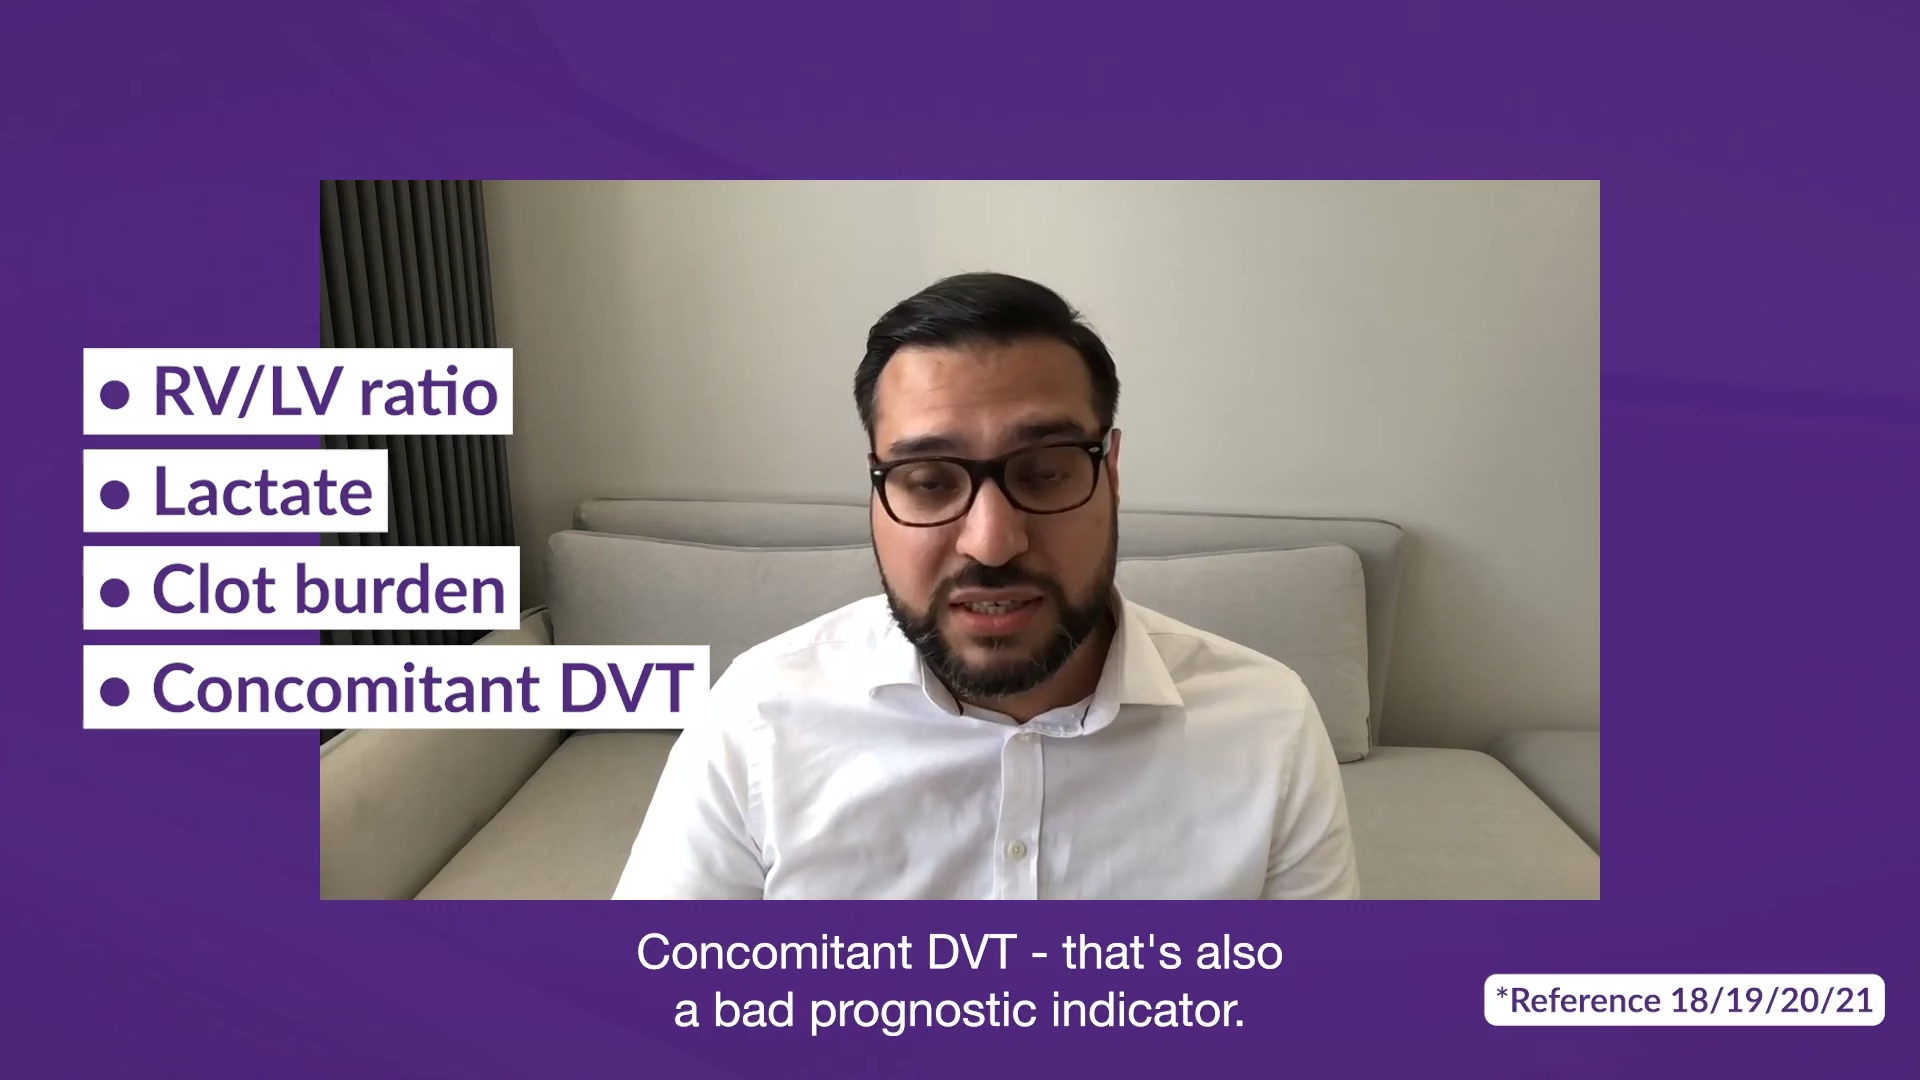 • RV/LV ratio
• Lactate
• Clot burden
• Concomitant DVT
Concomitant DVT - that's also
a bad prognostic indicator.
*Reference 18/19/20/21